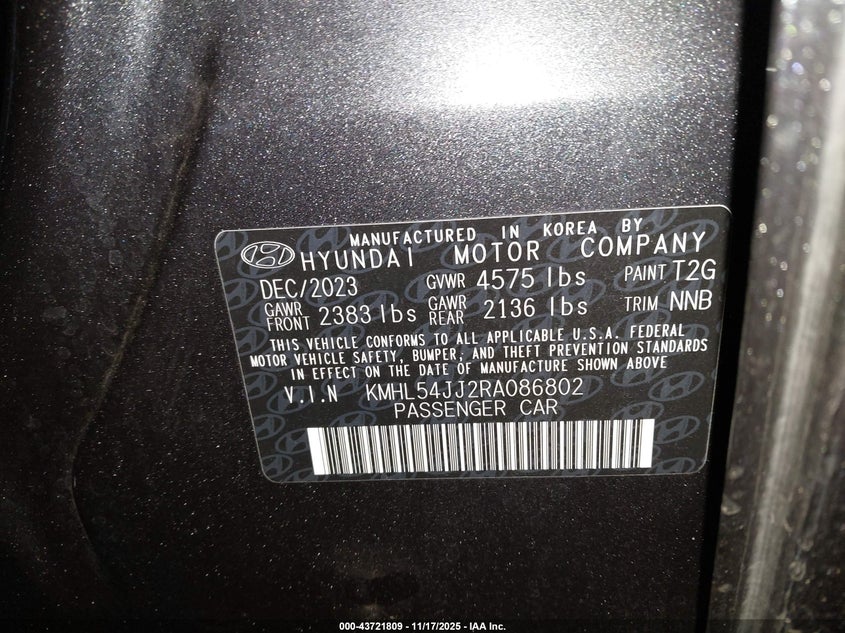 MANUFACTURED IN KOREA BY
HYUNDAI MOTOR COMPANY
DEC/2023 GVWR 4575 lbs PAINT T2G
GAWR FRONT 2383 lbs GAWR REAR 2136 lbs TRIM NNB
THIS VEHICLE CONFORMS TO ALL APPLICABLE U.S.A. FEDERAL
MOTOR VEHICLE SAFETY, BUMPER, AND THEFT PREVENTION STANDARDS
IN EFFECT ON THE DATE OF MANUFACTURE SHOWN ABOVE
V.I.N KMHL54JJ2RA086802
PASSENGER CAR
000-43721809 - 11/17/2025 - IAA Inc.